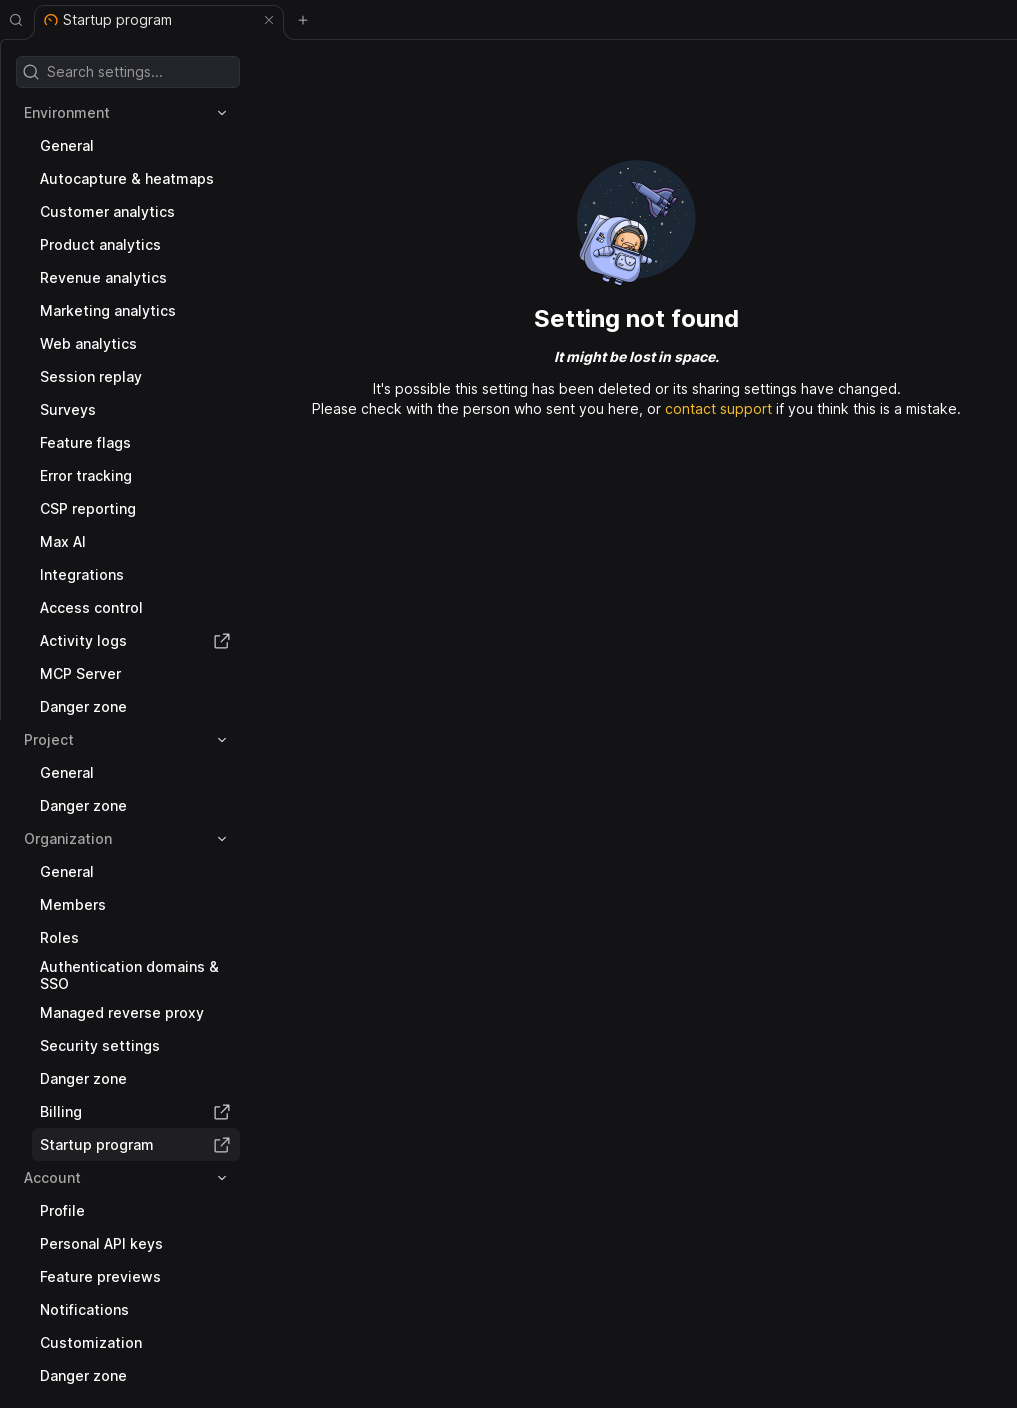 Startup program
Search settings...
Environment
General
Autocapture & heatmaps
Customer analytics
Product analytics
Revenue analytics
Marketing analytics
Web analytics
Session replay
Surveys
Feature flags
Error tracking
CSP reporting
Max AI
Integrations
Access control
Activity logs
MCP Server
Danger zone
Project
General
Danger zone
Organization
General
Members
Roles
Authentication domains &
SSO
Managed reverse proxy
Security settings
Danger zone
Billing
Startup program
Account
Profile
Personal API keys
Feature previews
Notifications
Customization
Danger zone
Setting not found
It might be lost in space.
It's possible this setting has been deleted or its sharing settings have changed.
Please check with the person who sent you here, or contact support if you think this is a mistake.